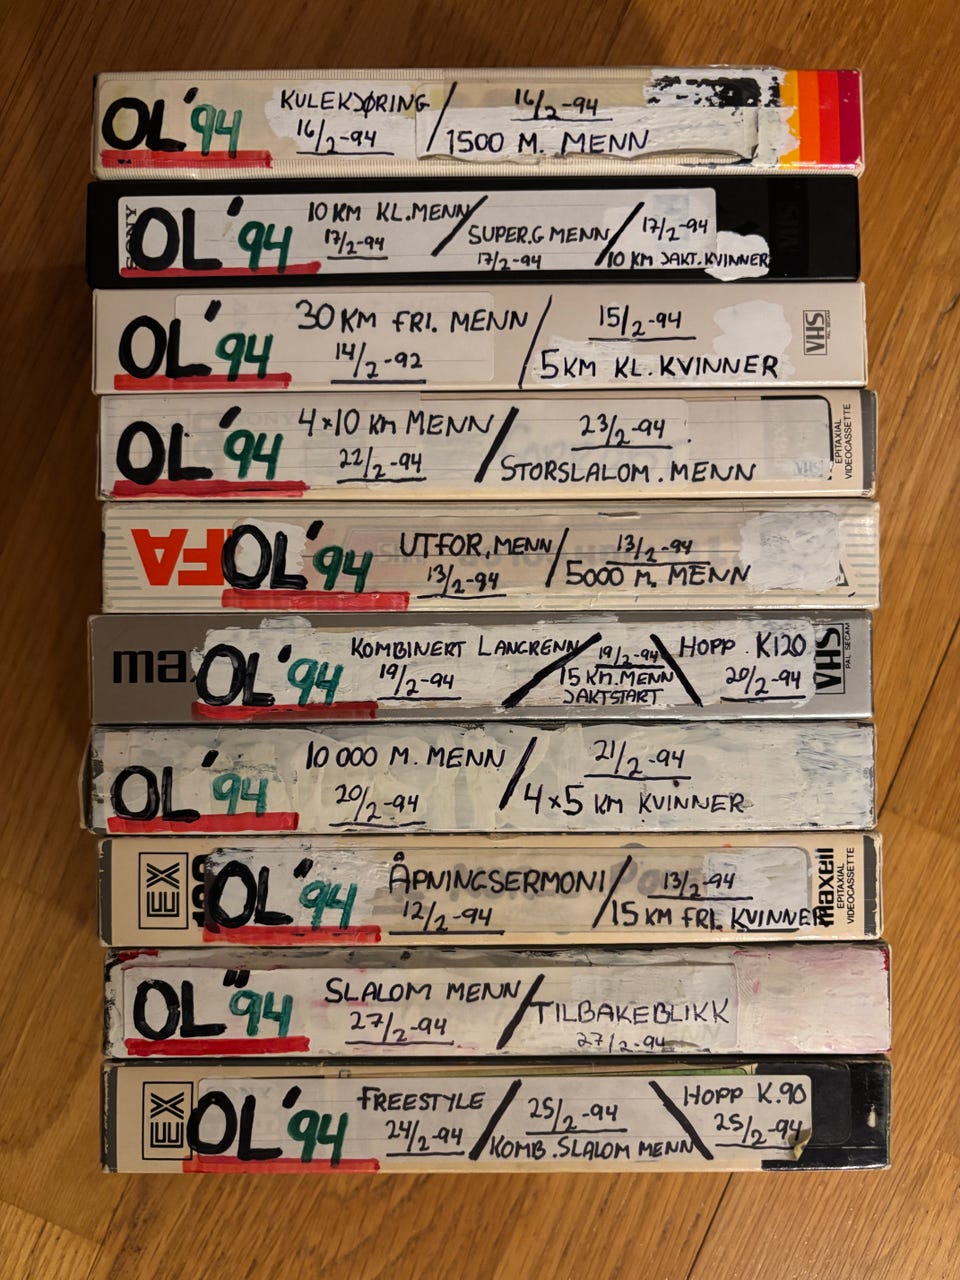 OL'94 KULEKJØRING / 16/2-94
16/2-94 1500 M. MENN
SONY
OL'94 10 KM KL.MENN / SUPER.G MENN / 17/2-94
17/2-94 17/2-94 10 KM JAKT.KVINNER
VHS
OL'94 30 KM FRI. MENN / 15/2-94
14/2-92 5 KM KL. KVINNER
VHS
PAL SECAM
OL'94 4×10 KM MENN / 23/2-94
22/2-94 STORSLALOM. MENN
VHS
EPITAXIAL
VIDEOCASSETTE
FA
OL'94 UTFOR, MENN / 13/2-94
13/2-94 5000 M. MENN
max
OL'94 KOMBINERT LANGRENN / 19/2-94 \ HOPP K120
19/2-94 15 KM. MENN 20/2-94
JAKTSTART
VHS
PAL SECAM
OL'94 10 000 M. MENN / 21/2-94
20/2-94 4×5 KM KVINNER
EX
OL'94 ÅPNINGSERMONI / 13/2-94
12/2-94 15 KM FRI. KVINNER
maxell
EPITAXIAL
VIDEOCASSETTE
OL"94 SLALOM MENN / TILBAKEBLIKK
27/2-94 27/2-94
EX
OL'94 FREESTYLE / 25/2-94 \ HOPP K.90
24/2-94 KOMB. SLALOM MENN 25/2-94